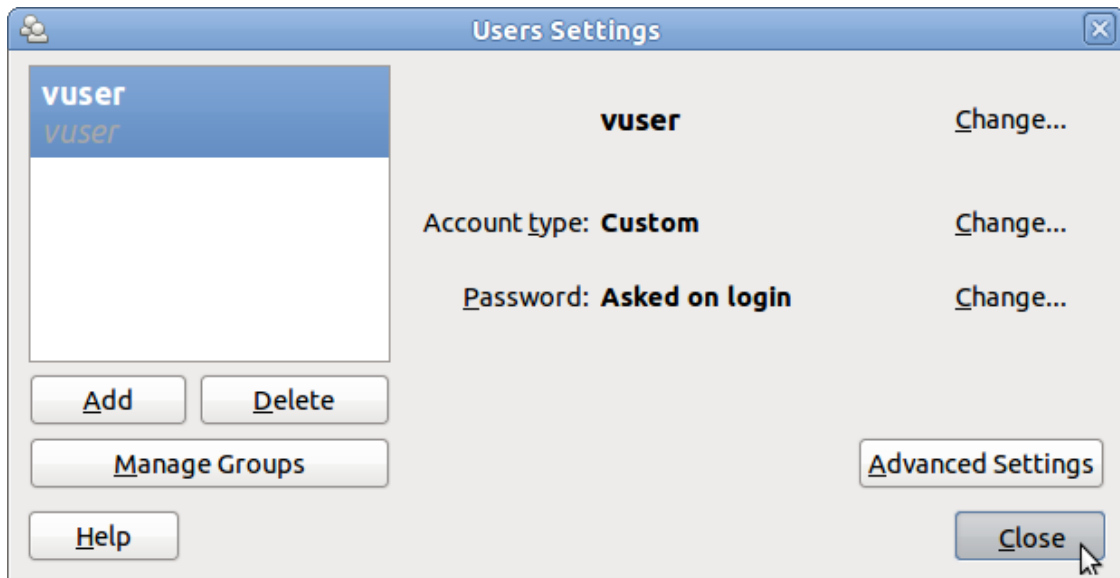 Users Settings
vuser
vuser
vuser Change...
Account type: Custom Change...
Password: Asked on login Change...
Add Delete
Manage Groups Advanced Settings
Help Close